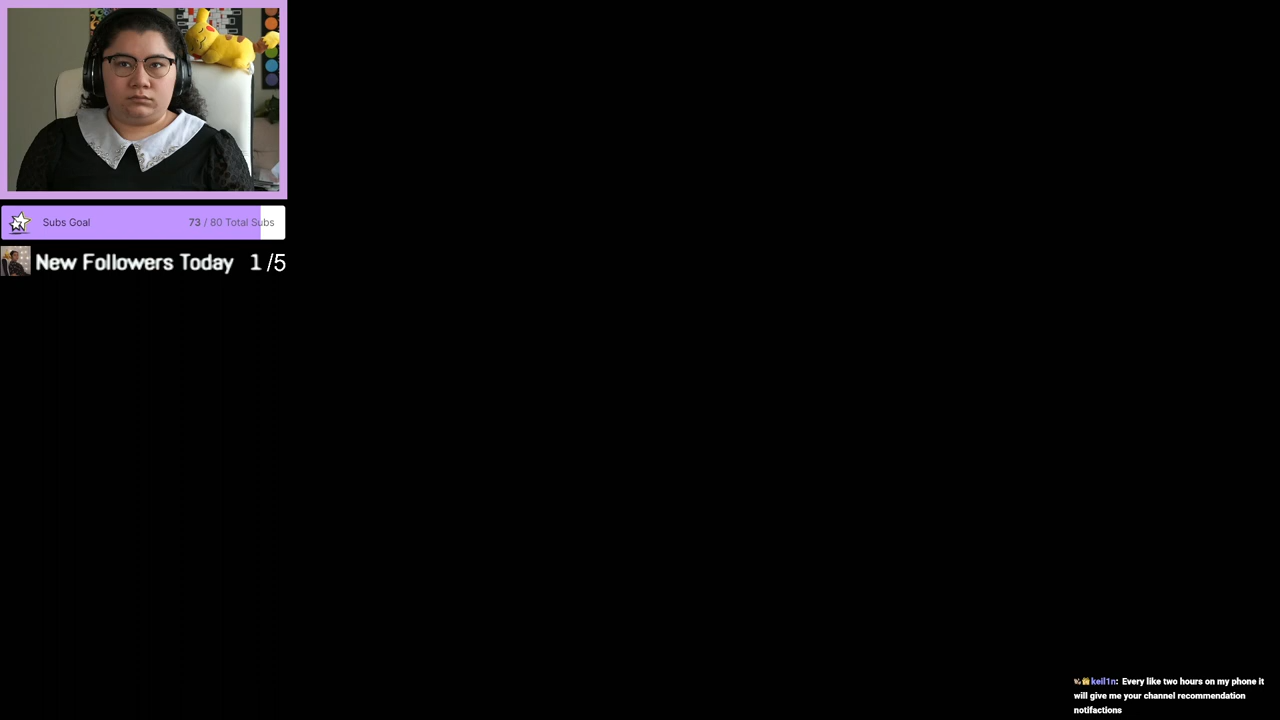 Subs Goal 73 / 80 Total Subs
New Followers Today 1 /5
keil1n: Every like two hours on my phone it
will give me your channel recommendation
notifactions